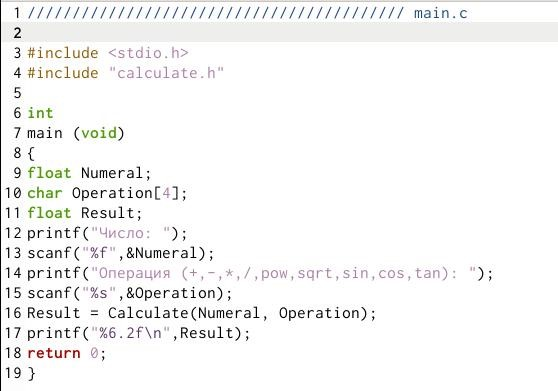 1 ////////////////////////////////////////// main.c
2
3 #include <stdio.h>
4 #include "calculate.h"
5
6 int
7 main (void)
8 {
9 float Numeral;
10 char Operation[4];
11 float Result;
12 printf("Число: ");
13 scanf("%f",&Numeral);
14 printf("Операция (+,-,*,/,pow,sqrt,sin,cos,tan): ");
15 scanf("%s",&Operation);
16 Result = Calculate(Numeral, Operation);
17 printf("%6.2f\n",Result);
18 return 0;
19 }